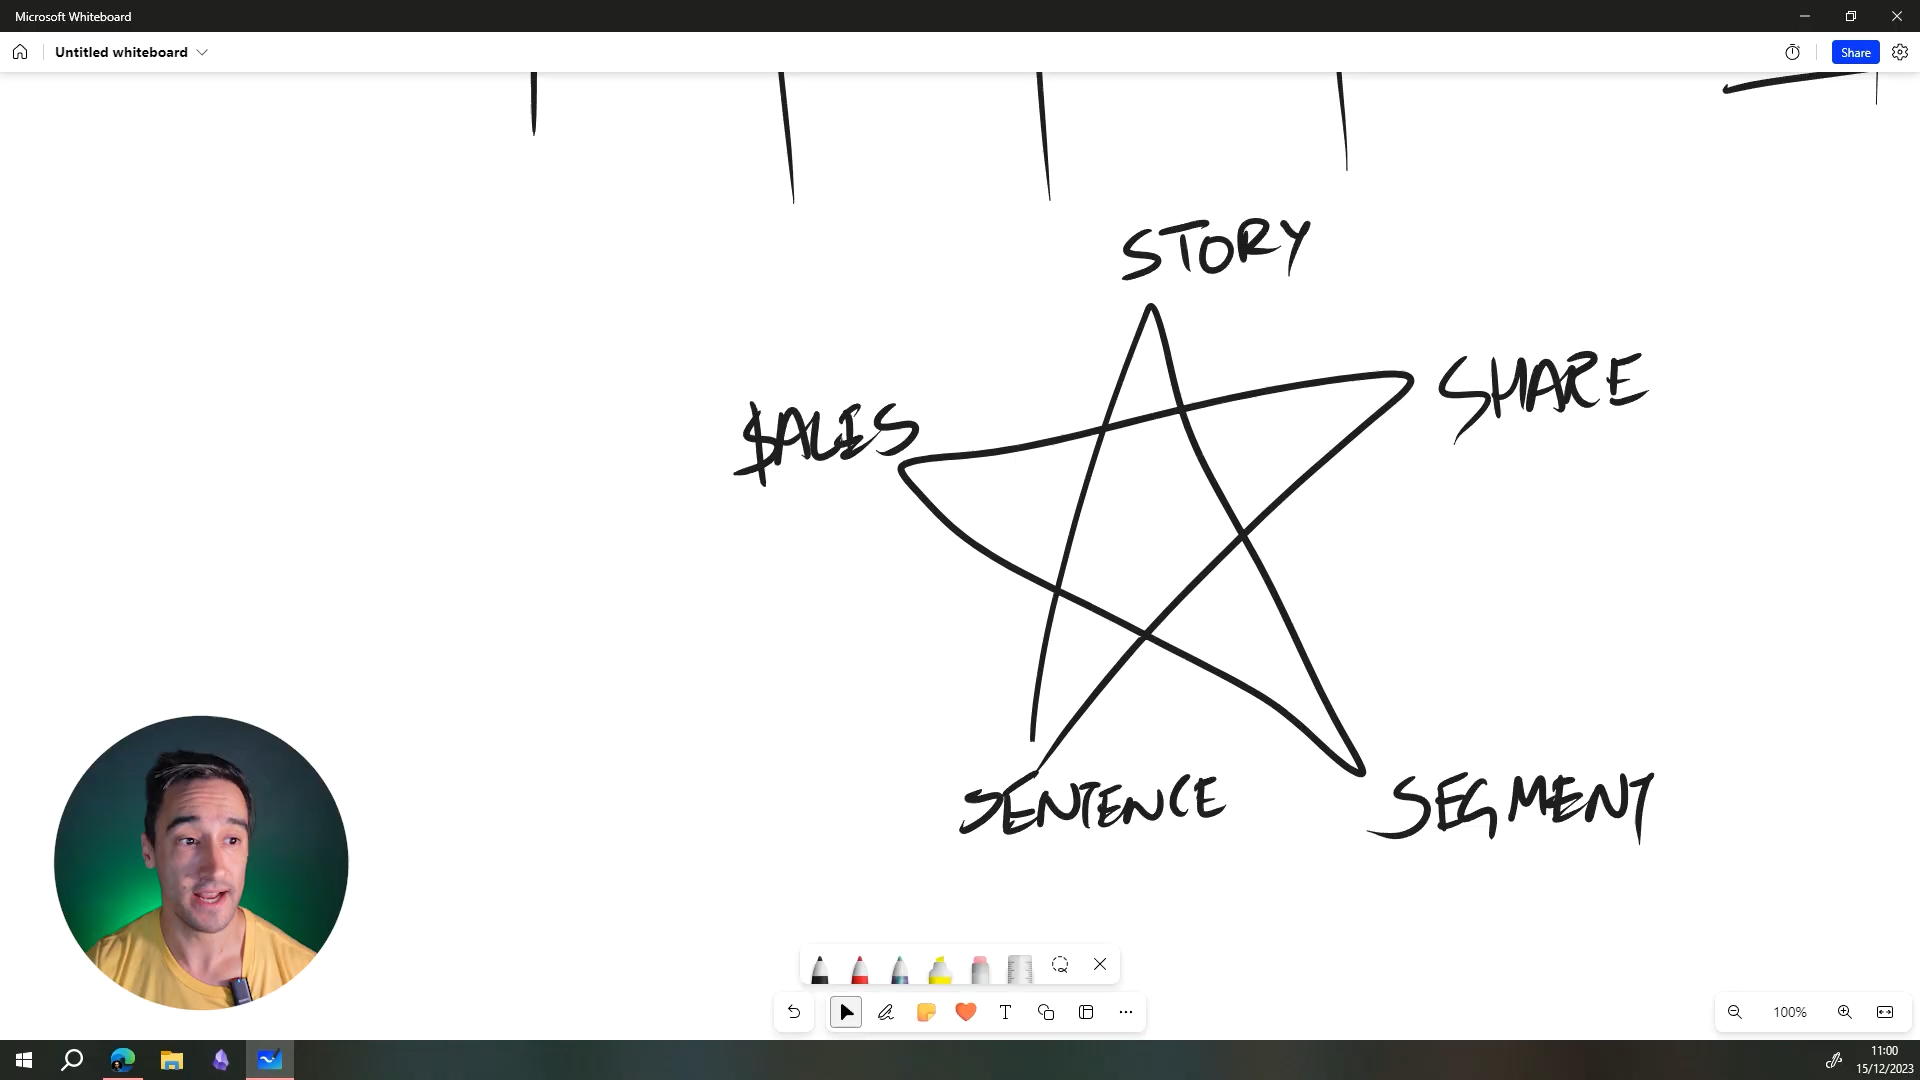 Microsoft Whiteboard
Untitled whiteboard
Share
STORY
SHARE
$ALES
SENTENCE
SEGMENT
T
100%
11:00
15/12/2023